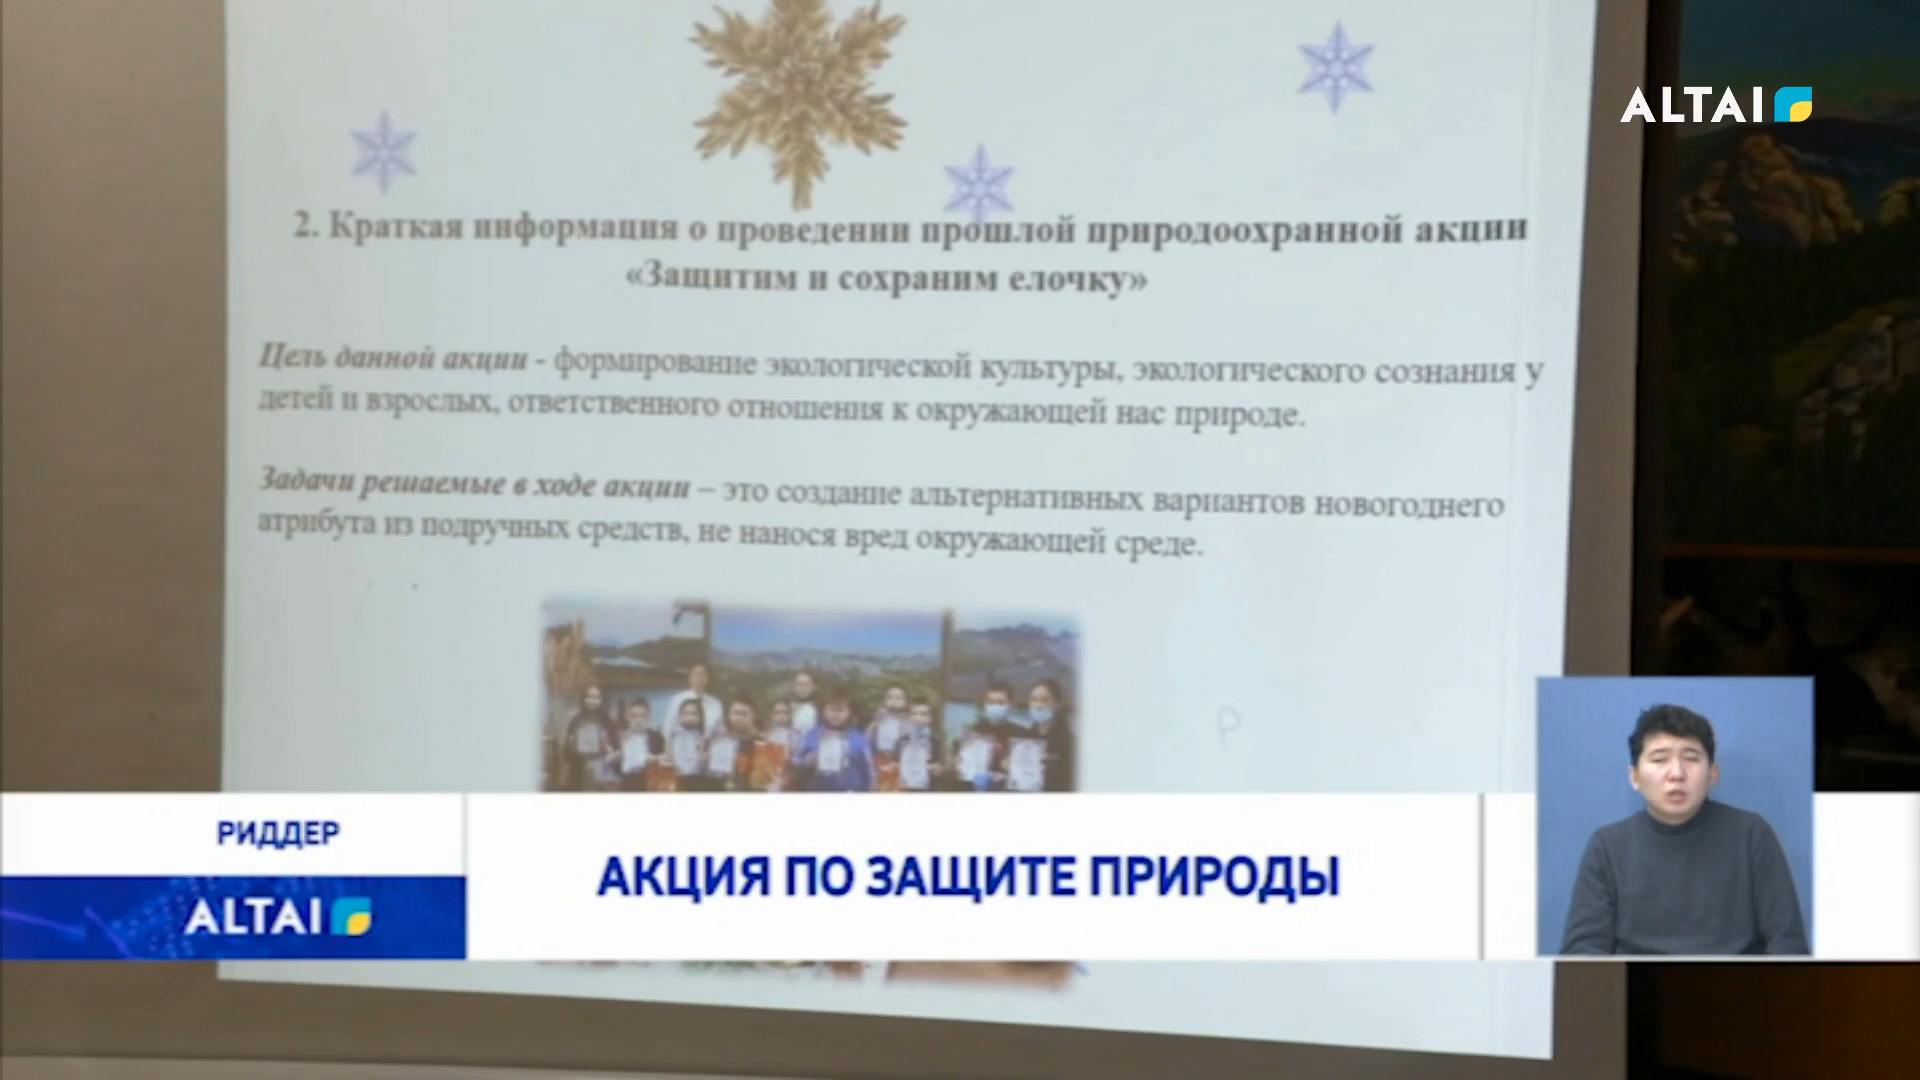 ALTAI
2. Краткая информация о проведении прошлой природоохранной акции
«Защитим и сохраним елочку»
Цель данной акции - формирование экологической культуры, экологического сознания у
детей и взрослых, ответственного отношения к окружающей нас природе.
Задачи решаемые в ходе акции – это создание альтернативных вариантов новогоднего
атрибута из подручных средств, не нанося вред окружающей среде.
РИДДЕР
ALTAI
АКЦИЯ ПО ЗАЩИТЕ ПРИРОДЫ